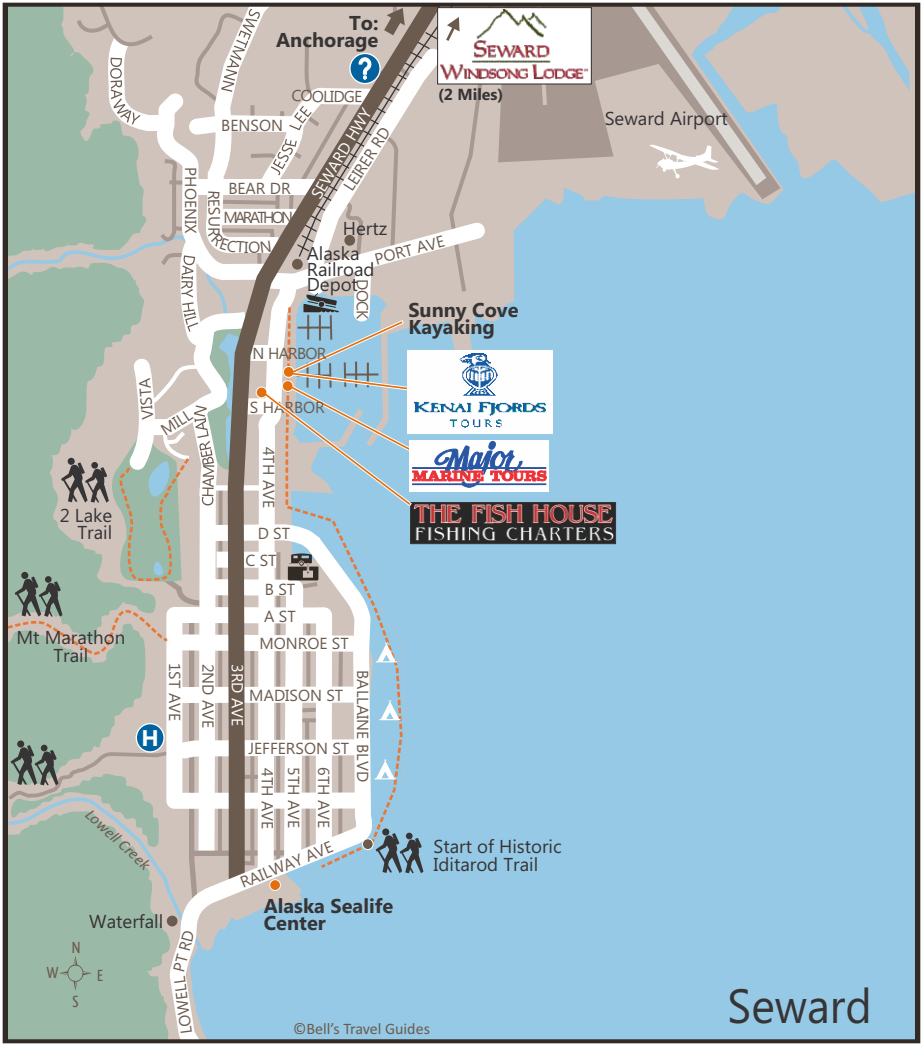 To:
Anchorage
?
SEWARD
WINDSONG LODGE
(2 Miles)
SWETMANN
DORAWAY
COOLIDGE
BENSON
JESSE LEE
SEWARD HWY
LEIRER RD
Seward Airport
PHOENIX
BEAR DR
MARATHON
RESURRECTION
Hertz
PORT AVE
Alaska
Railroad
Depot
DOCK
DAIRY HILL
Sunny Cove
Kayaking
N HARBOR
KENAI FJORDS
TOURS
VISTA
MILL
S HARBOR
CHAMBERLAIN
Major
MARINE TOURS
4TH AVE
THE FISH HOUSE
FISHING CHARTERS
2 Lake
Trail
D ST
C ST
B ST
A ST
Mt Marathon
Trail
MONROE ST
1ST AVE
2ND AVE
3RD AVE
MADISON ST
BALLAINE BLVD
H
JEFFERSON ST
4TH AVE
5TH AVE
6TH AVE
Lowell Creek
Start of Historic
Iditarod Trail
RAILWAY AVE
Alaska Sealife
Center
Waterfall
LOWELL PT RD
N
W E
S
Seward
©Bell's Travel Guides